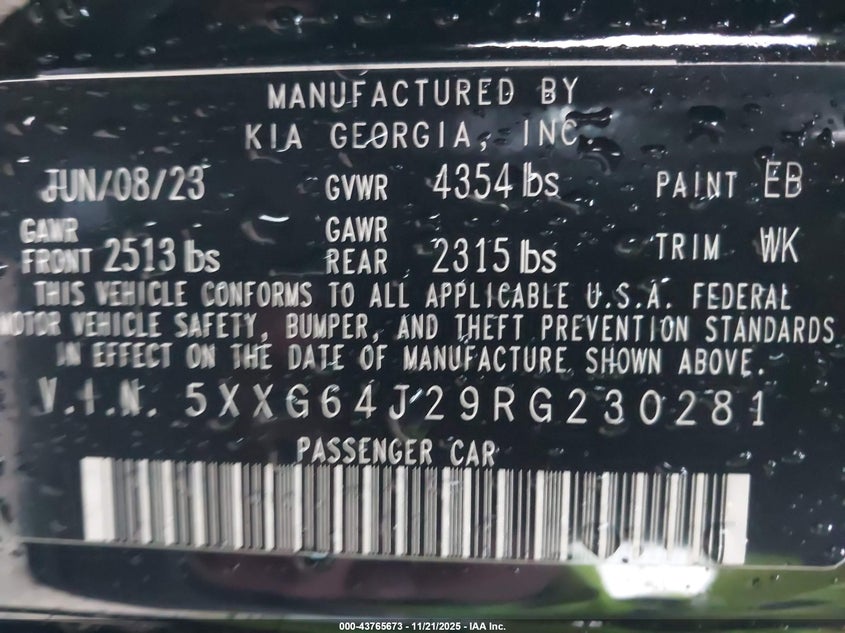 MANUFACTURED BY
KIA GEORGIA, INC.
JUN/08/23 GVWR 4354 lbs PAINT EB
GAWR FRONT 2513 lbs GAWR REAR 2315 lbs TRIM WK
THIS VEHICLE CONFORMS TO ALL APPLICABLE U.S.A. FEDERAL
MOTOR VEHICLE SAFETY, BUMPER, AND THEFT PREVENTION STANDARDS
IN EFFECT ON THE DATE OF MANUFACTURE SHOWN ABOVE.
V.I.N. 5XXG64J29RG230281
PASSENGER CAR
000-43765673 - 11/21/2025 - IAA Inc.